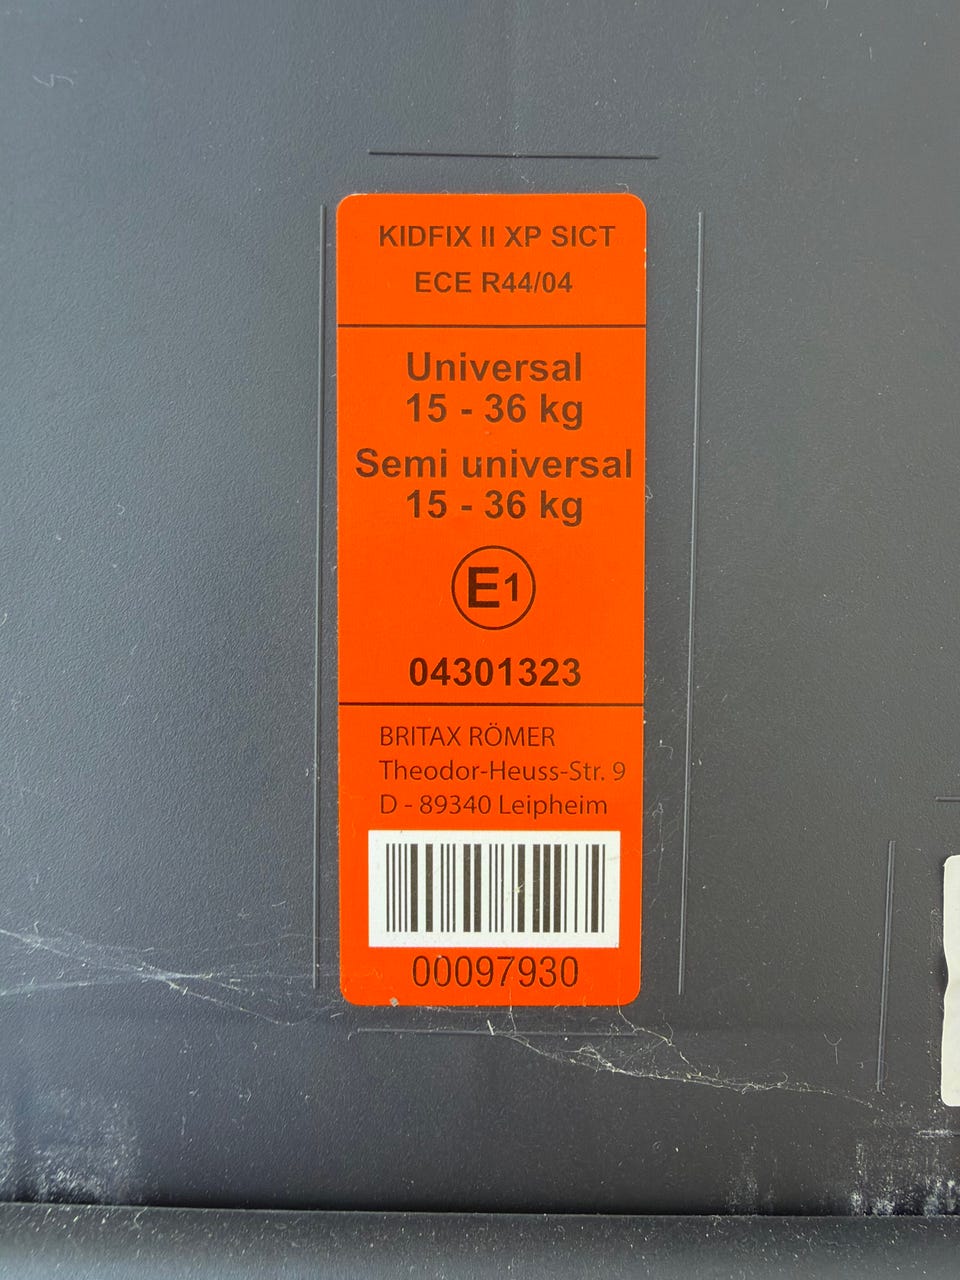 KIDFIX II XP SICT
ECE R44/04
Universal
15 - 36 kg
Semi universal
15 - 36 kg
E1
04301323
BRITAX RÖMER
Theodor-Heuss-Str. 9
D - 89340 Leipheim
00097930